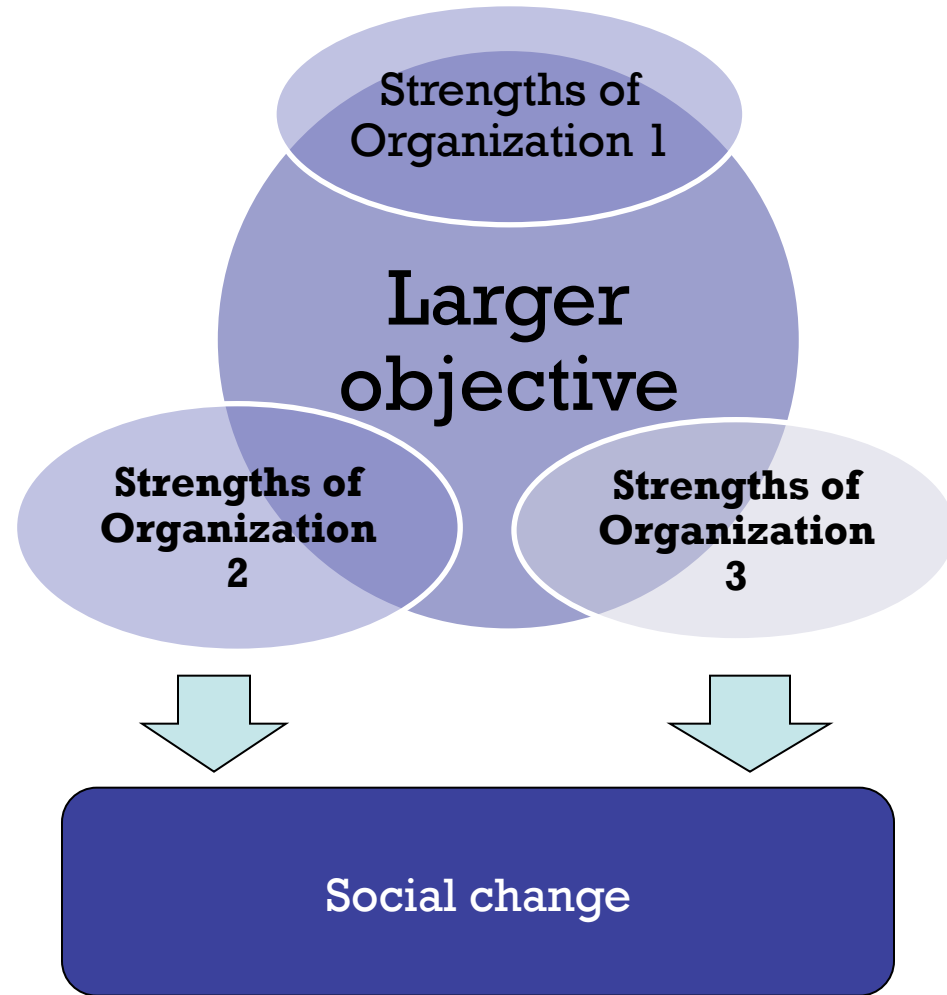 Strengths of
Organization 1
Larger
objective
Strengths of
Organization
2
Strengths of
Organization
3
Social change